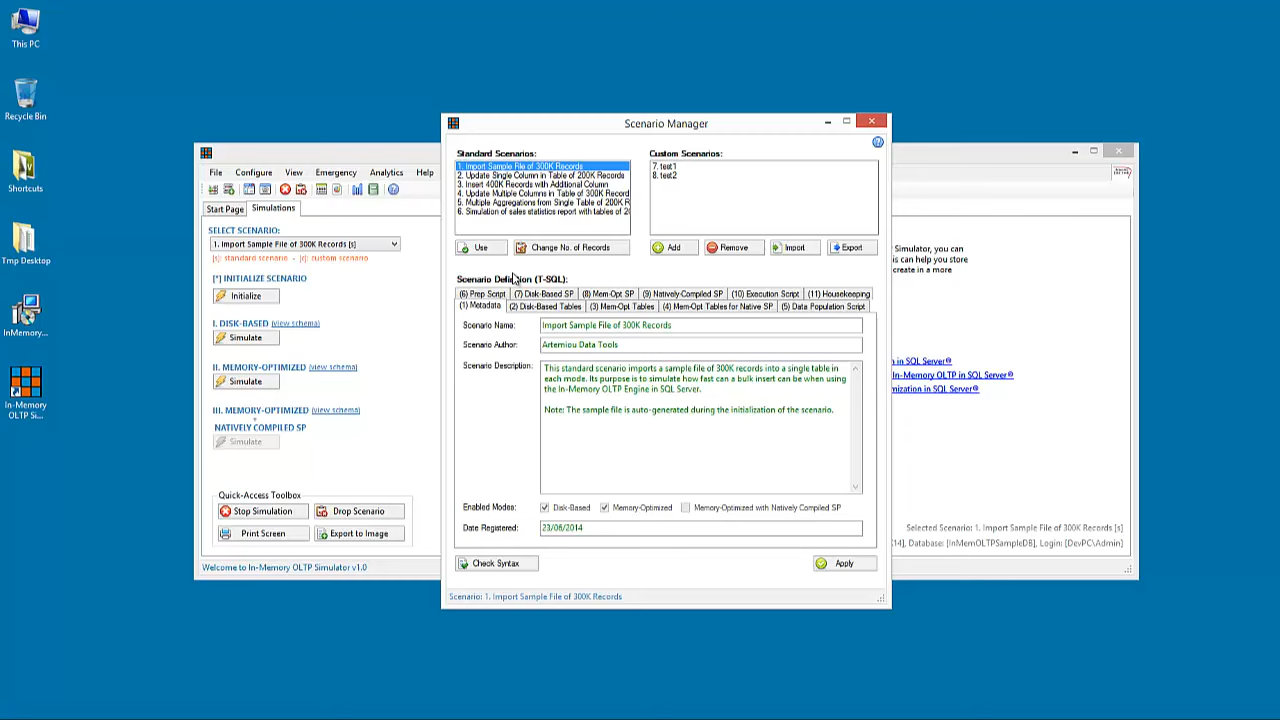 This PC
Recycle Bin
Shortcuts
Tmp Desktop
InMemory...
In-Memory
OLTP Si...
File Configure View Emergency Analytics Help
Start Page Simulations
SELECT SCENARIO:
1. Import Sample File of 300K Records [s]
[s]: standard scenario - [c]: custom scenario
[*] INITIALIZE SCENARIO
Initialize
I. DISK-BASED (view schema)
Simulate
II. MEMORY-OPTIMIZED (view schema)
Simulate
III. MEMORY-OPTIMIZED (view schema)
NATIVELY COMPILED SP
Simulate
Quick-Access Toolbox
Stop Simulation Drop Scenario
Print Screen Export to Image
Welcome to In-Memory OLTP Simulator v1.0
Scenario Manager
Standard Scenarios:
1. Import Sample File of 300K Records
2. Update Single Column in Table of 200K Records
3. Insert 400K Records with Additional Column
4. Update Multiple Columns in Table of 300K Record
5. Multiple Aggregations from Single Table of 200K R
6. Simulation of sales statistics report with tables of 2
Custom Scenarios:
7. test1
8. test2
Use Change No. of Records Add Remove Import Export
Scenario Definition (T-SQL):
(6) Prep Script (7) Disk-Based SP (8) Mem-Opt SP (9) Natively-Compiled SP (10) Execution Script (11) Housekeeping
(1) Metadata (2) Disk-Based Tables (3) Mem-Opt Tables (4) Mem-Opt Tables for Native SP (5) Data Population Script
Scenario Name: Import Sample File of 300K Records
Scenario Author: Artemiou Data Tools
Scenario Description: This standard scenario imports a sample file of 300K records into a single table in
each mode. Its purpose is to simulate how fast can a bulk insert can be when using
the In-Memory OLTP Engine in SQL Server.
Note: The sample file is auto-generated during the initialization of the scenario.
Enabled Modes: Disk-Based Memory-Optimized Memory-Optimized with Natively Compiled SP
Date Registered: 23/06/2014
Check Syntax Apply
Scenario: 1. Import Sample File of 300K Records
Simulator, you can
is can help you store
create in a more
n in SQL Server®
In-Memory OLTP in SQL Server®
mization in SQL Server®
Selected Scenario: 1. Import Sample File of 300K Records [s]
14], Database: [InMemOLTPSampleDB], Login: [DevPC\Admin]